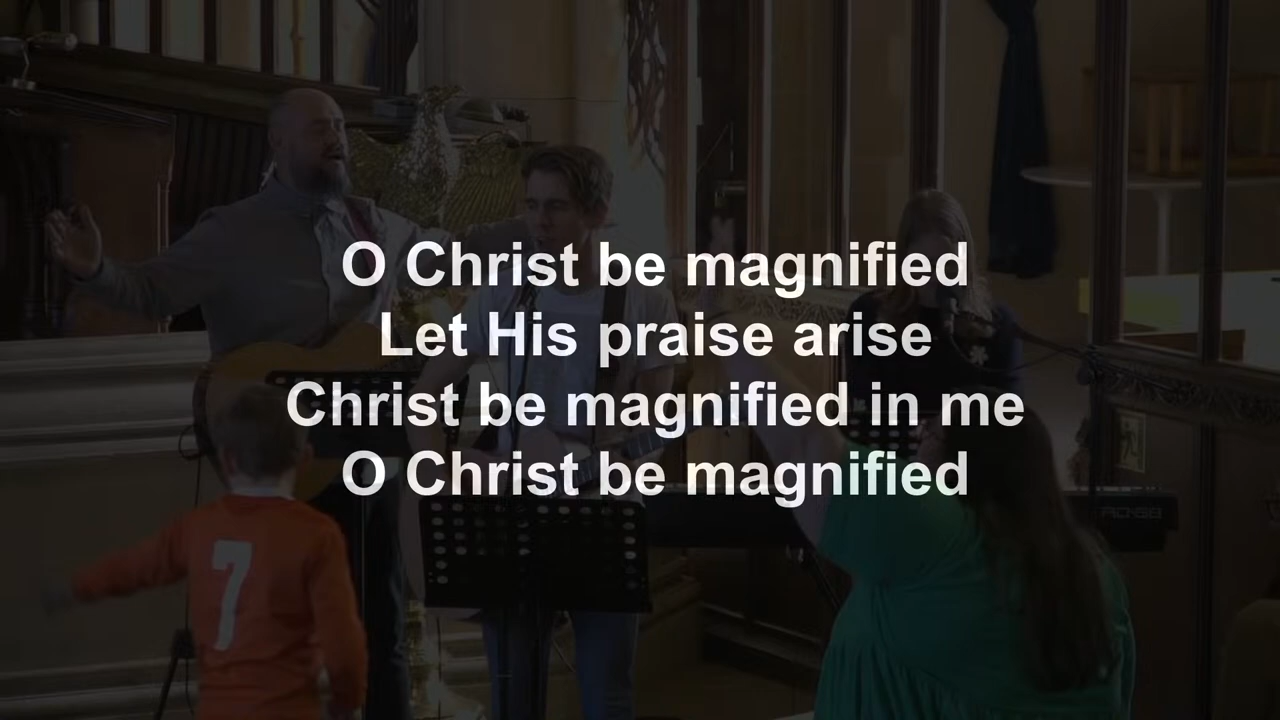 O Christ be magnified
Let His praise arise
Christ be magnified in me
O Christ be magnified
7